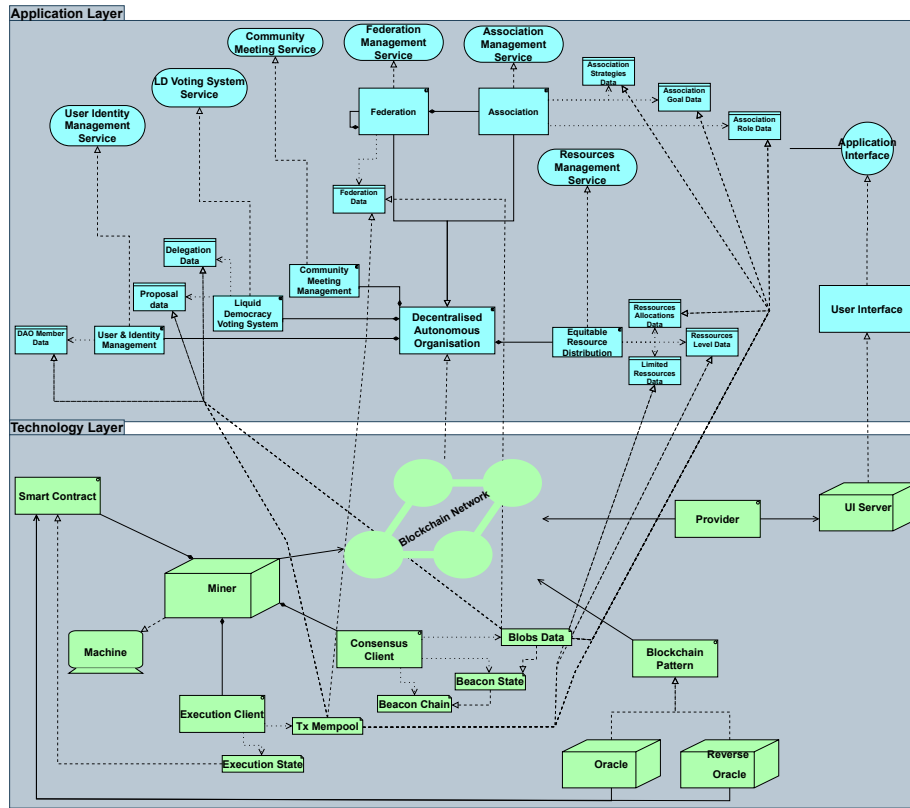 Application Layer
Community
Meeting Service
Federation
Management
Service
Association
Management
Service
LD Voting System
Service
User Identity
Management
Service
Association
Strategies
Data
Association
Goal Data
Association
Role Data
Federation
Association
Application
Interface
Resources
Management
Service
Federation
Data
Delegation
Data
Proposal
data
Community
Meeting
Management
Liquid
Democracy
Voting System
DAO Member
Data
User & Identity
Management
Decentralised
Autonomous
Organisation
Equitable
Resource
Distribution
Ressources
Allocations
Data
Ressources
Level Data
Limited
Ressources
Data
User Interface
Technology Layer
Smart Contract
Blockchain Network
Provider
UI Server
Miner
Machine
Consensus
Client
Blobs Data
Blockchain
Pattern
Beacon State
Beacon Chain
Execution Client
Tx Mempool
Execution State
Oracle
Reverse
Oracle